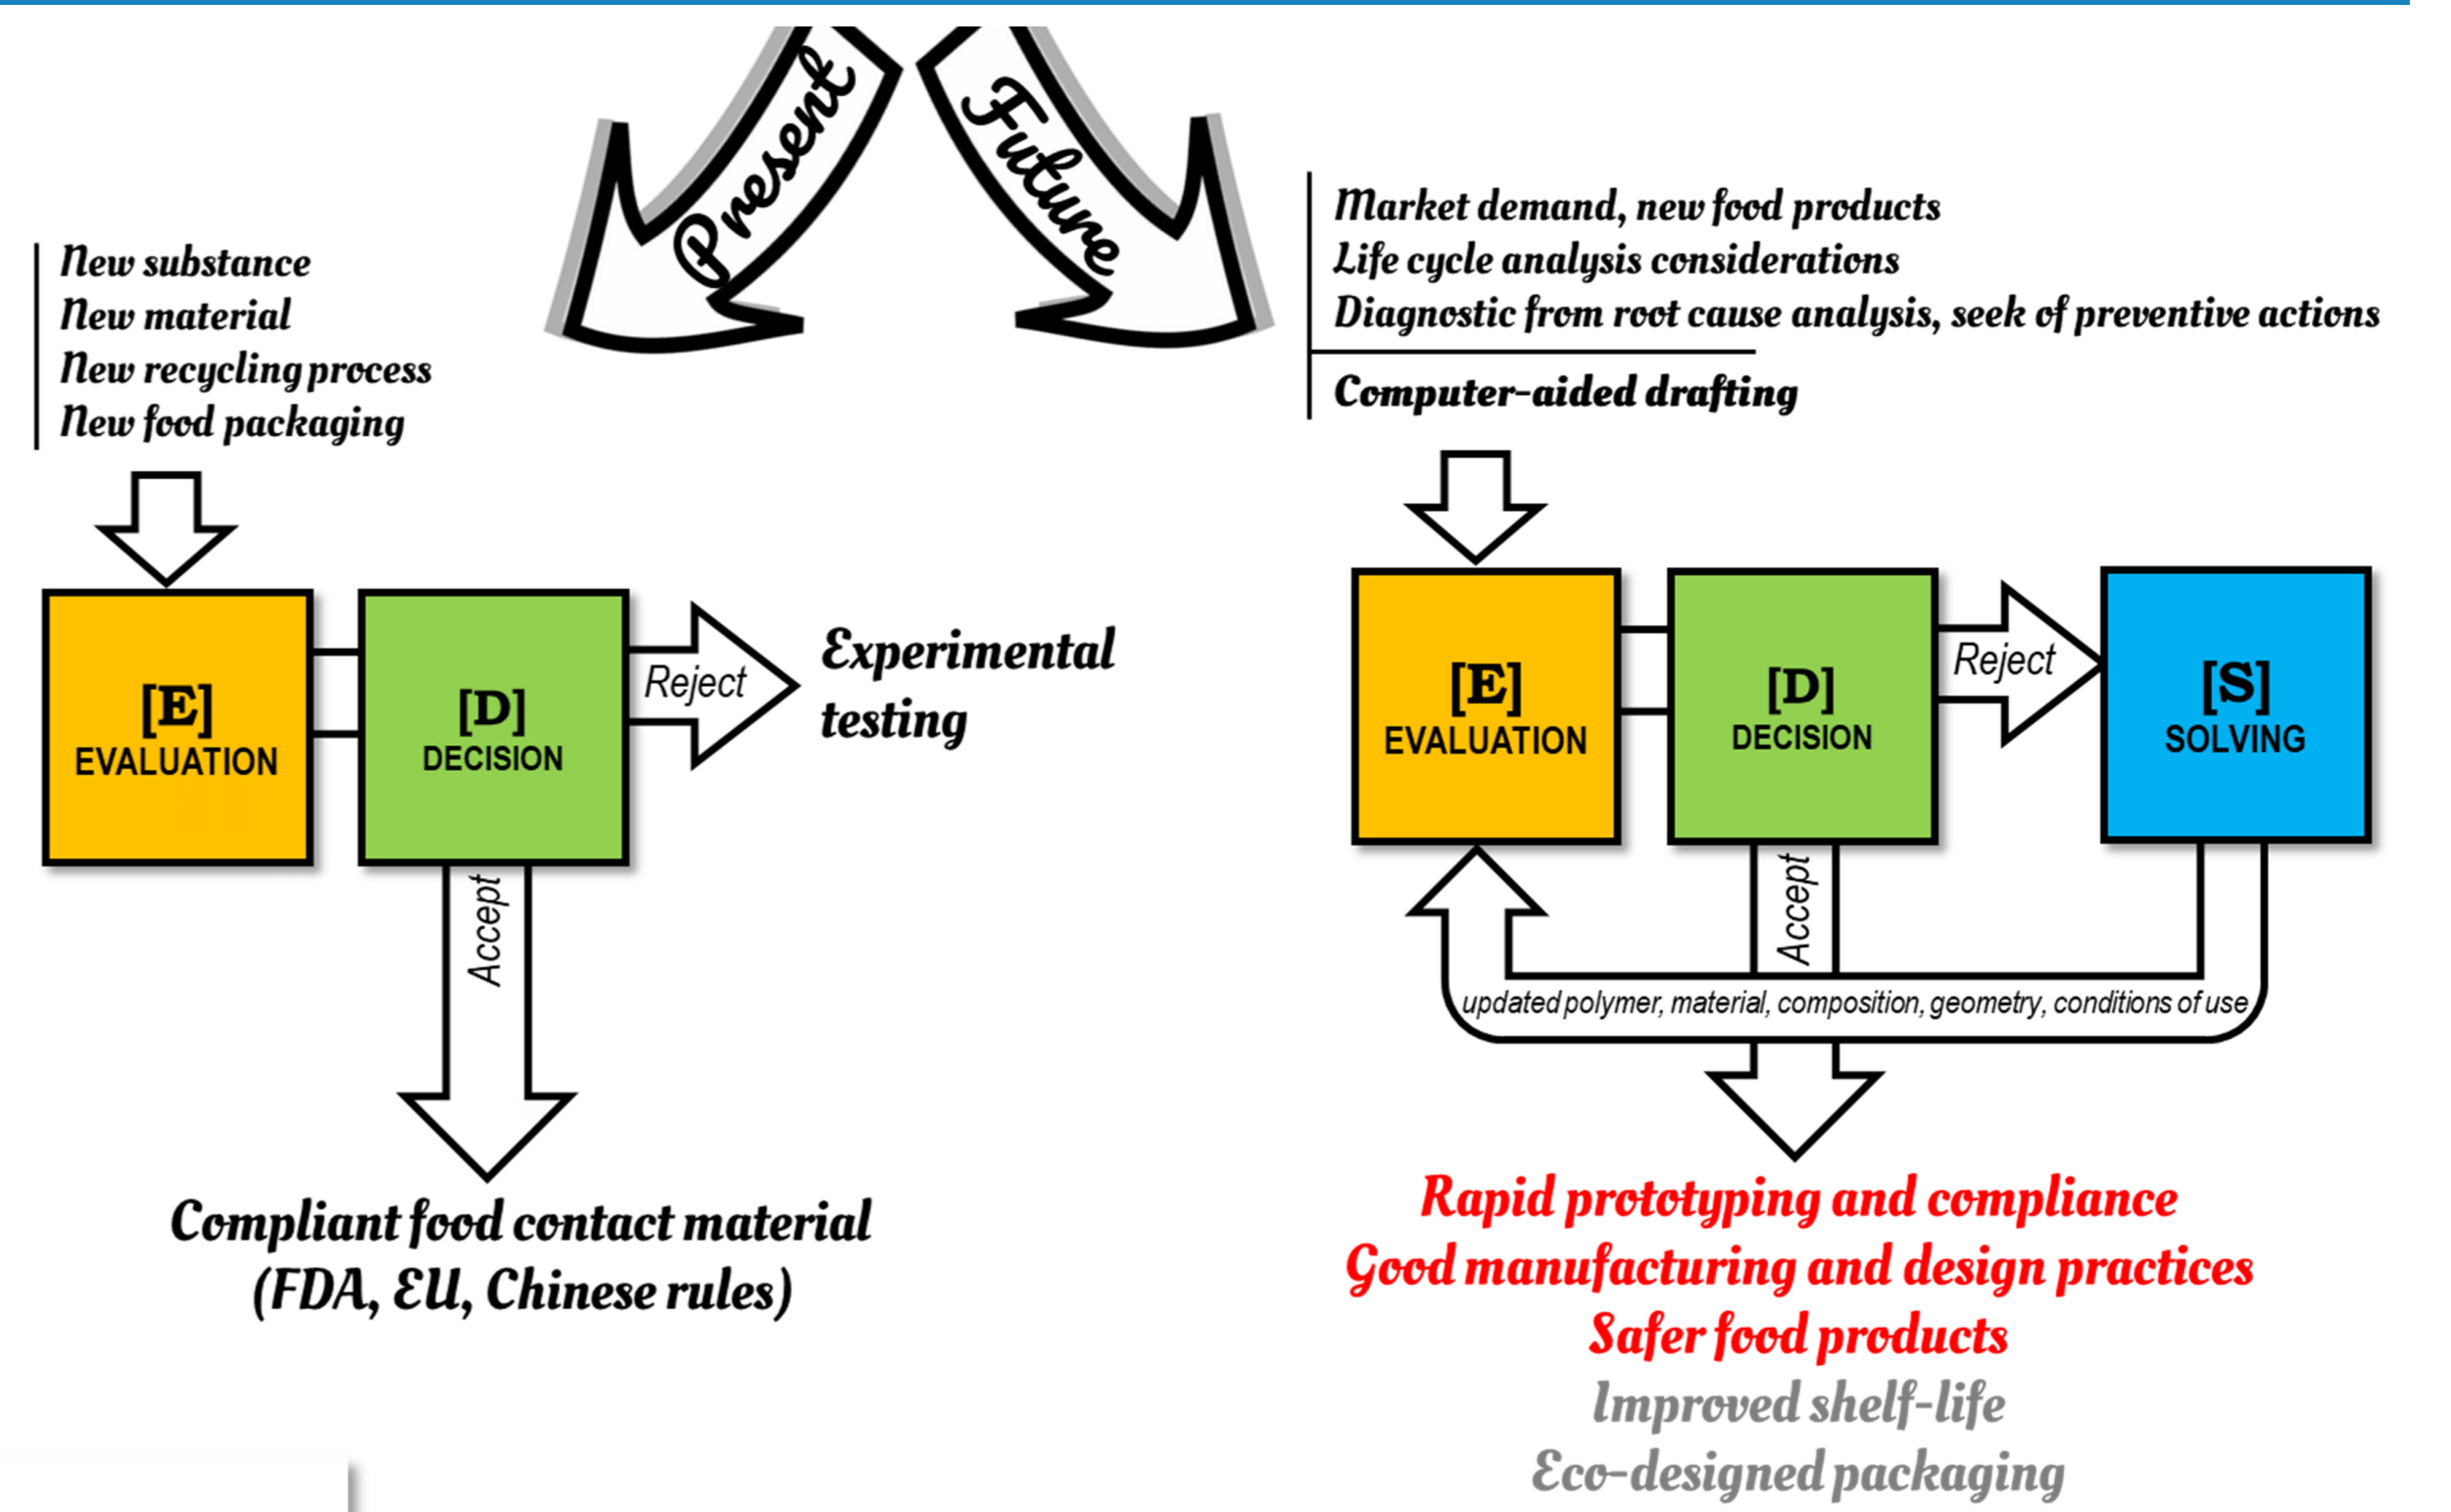 Present
Future
New substance
New material
New recycling process
New food packaging
[E]
EVALUATION
[D]
DECISION
Reject
Experimental
testing
Accept
Compliant food contact material
(FDA, EU, Chinese rules)
Market demand, new food products
Life cycle analysis considerations
Diagnostic from root cause analysis, seek of preventive actions
Computer-aided drafting
[E]
EVALUATION
[D]
DECISION
Reject
[S]
SOLVING
Accept
updated polymer, material, composition, geometry, conditions of use
Rapid prototyping and compliance
Good manufacturing and design practices
Safer food products
Improved shelf-life
Eco-designed packaging